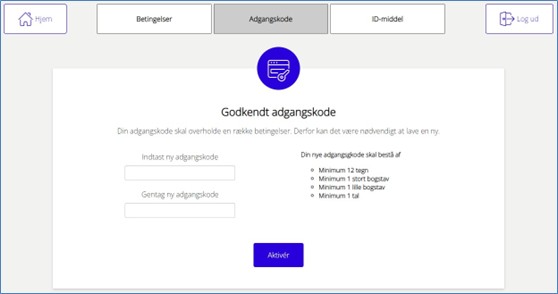 Hjem
Betingelser
Adgangskode
ID-middel
Log ud
Godkendt adgangskode
Din adgangskode skal overholde en række betingelser. Derfor kan det være nødvendigt at lave en ny.
Indtast ny adgangskode
Gentag ny adgangskode
Din nye adgangsgkode skal bestå af
Minimum 12 tegn
Minimum 1 stort bogstav
Minimum 1 lille bogstav
Minimum 1 tal
Aktivér